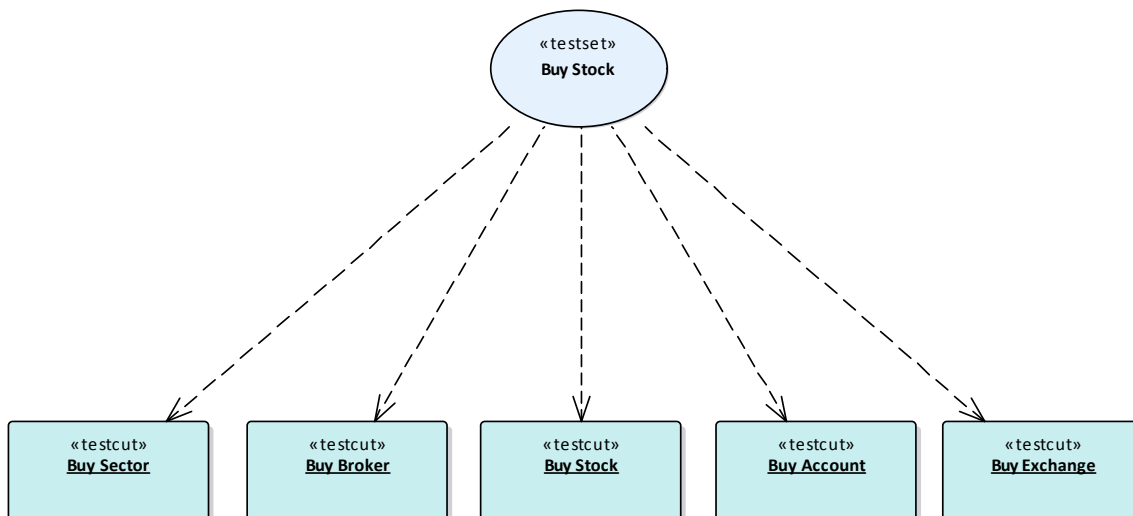 «testset»
Buy Stock
«testcut»
Buy Sector
«testcut»
Buy Broker
«testcut»
Buy Stock
«testcut»
Buy Account
«testcut»
Buy Exchange